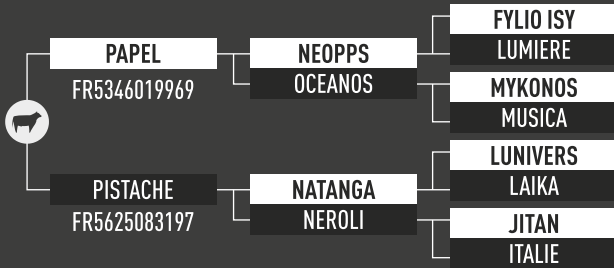 PAPEL
FR5346019969
PISTACHE
FR5625083197
NEOPPS
OCEANOS
NATANGA
NEROLI
FYLIO ISY
LUMIERE
MYKONOS
MUSICA
LUNIVERS
LAIKA
JITAN
ITALIE